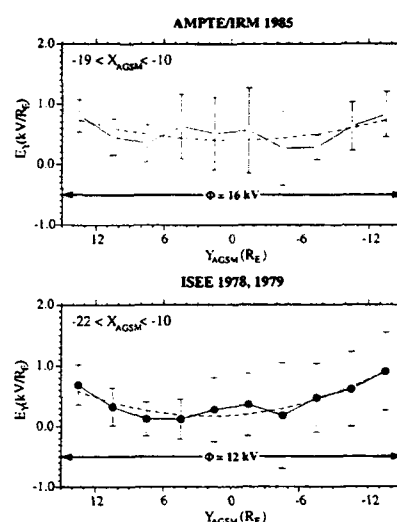 AMPTE/IRM 1985
2.0
-19 < X_AGSM < -10
1.0
E_Y(kV/R_E)
0.0
Φ = 16 kV
-1.0
12 6 0 -6 -12
Y_AGSM(R_E)
ISEE 1978, 1979
2.0
-22 < X_AGSM < -10
1.0
E_Y(kV/R_E)
0.0
Φ = 12 kV
-1.0
12 6 0 -6 -12
Y_AGSM(R_E)